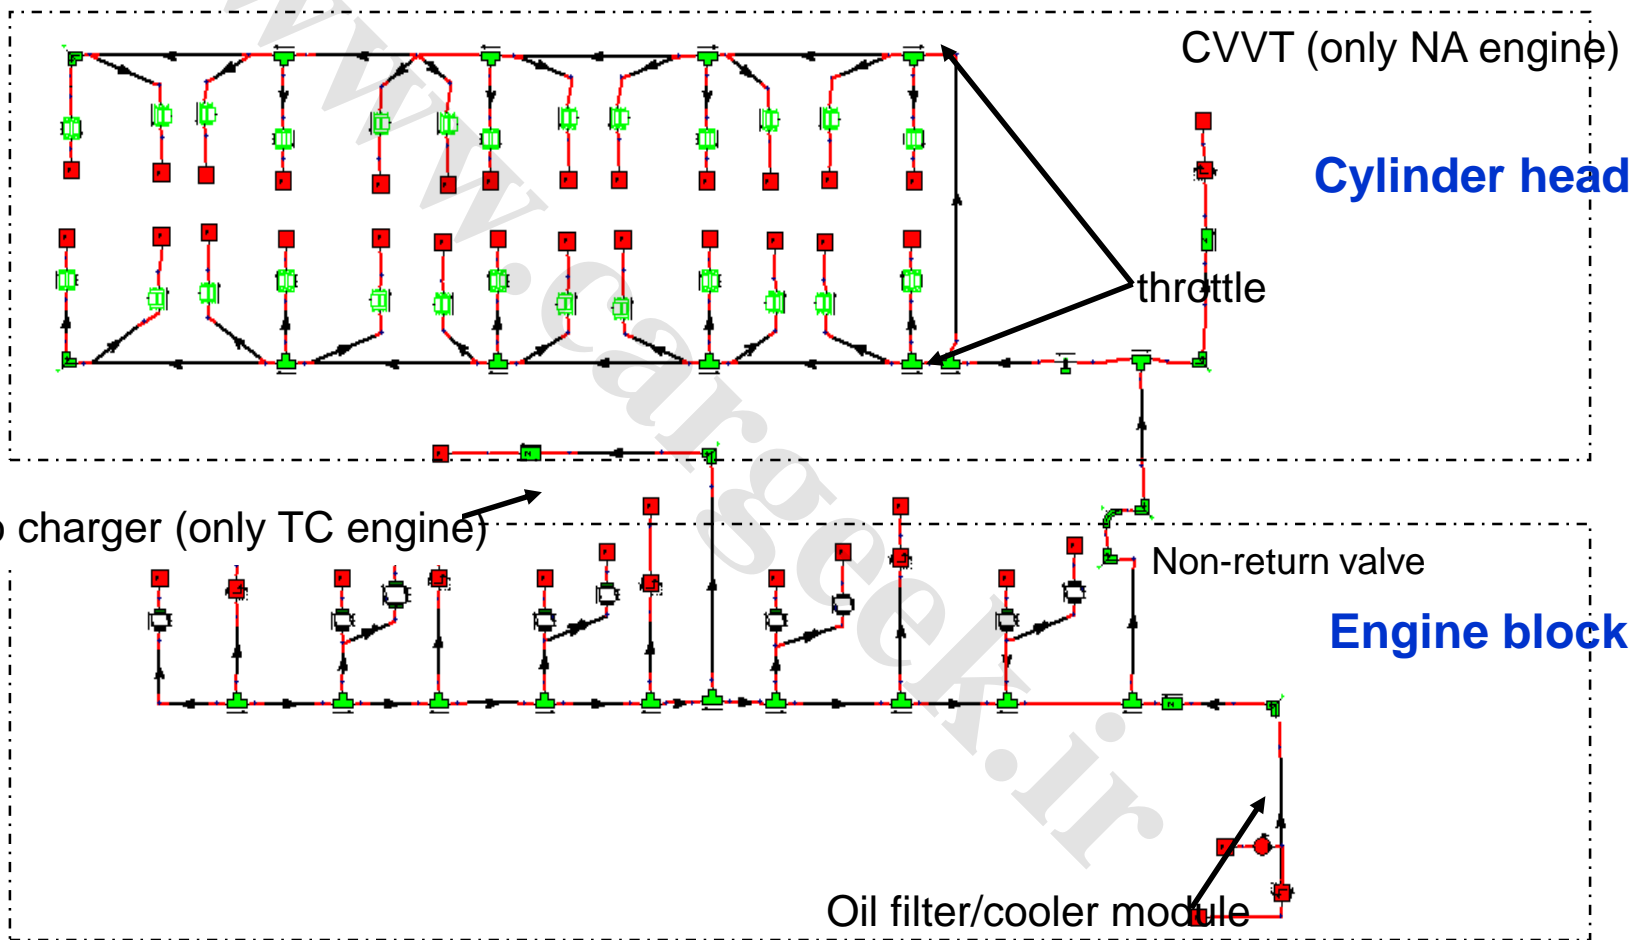 CVVT (only NA engine)
Cylinder head
throttle
charger (only TC engine)
Non-return valve
Engine block
Oil filter/cooler module
www.cargeek.ir